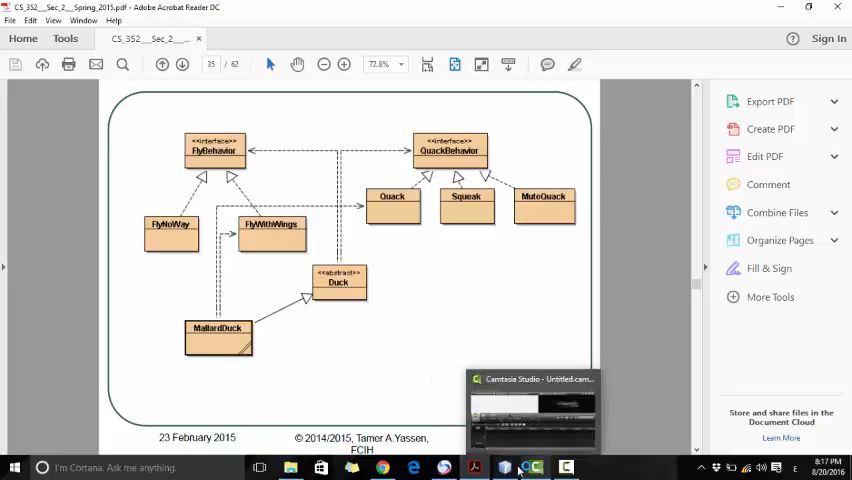 CS_352___Sec_2___Spring_2015.pdf - Adobe Acrobat Reader DC
File Edit View Window Help
Home Tools CS_352___Sec_2___... × Sign In
35 / 62 72.8%
<<interface>>
FlyBehavior
<<interface>>
QuackBehavior
Quack Squeak MuteQuack
FlyNoWay FlyWithWings
<<abstract>>
Duck
MallardDuck
Export PDF
Create PDF
Edit PDF
Comment
Combine Files
Organize Pages
Fill & Sign
More Tools
Store and share files in the
Document Cloud
Learn More
Camtasia Studio - Untitled.cam...
23 February 2015 © 2014/2015, Tamer A.Yassen,
FCIH
I'm Cortana. Ask me anything.
ع 8:17 PM
8/20/2016